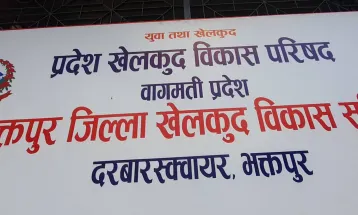 युवा तथा खेलकुद
प्रदेश खेलकुद विकास परिषद
वागमती प्रदेश
जिल्ला खेलकुद विकास
दरबारस्क्वायर, भक्तपुर